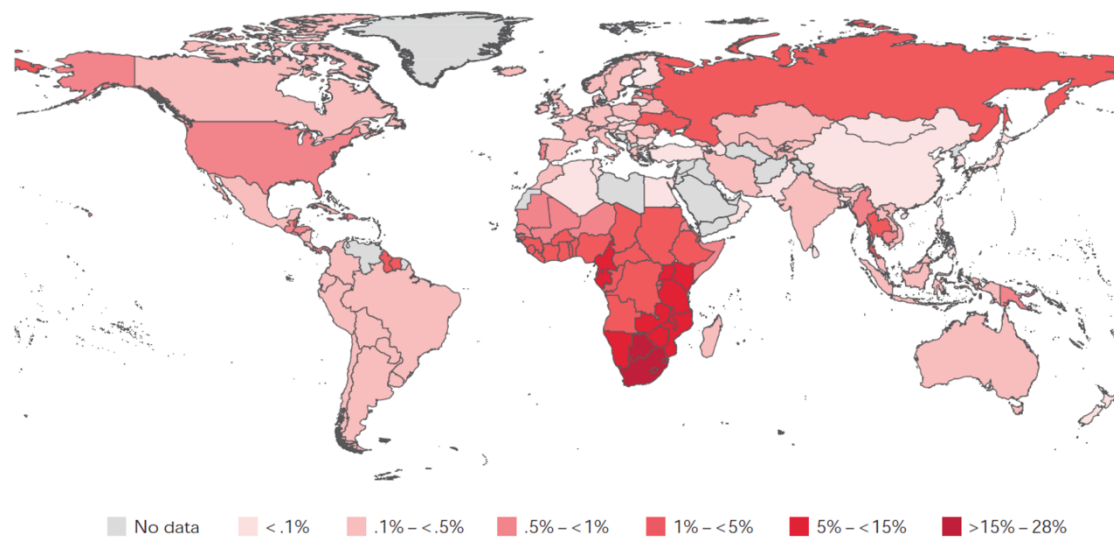 No data <.1% .1% – <.5% .5% – <1% 1% – <5% 5% – <15% >15% – 28%